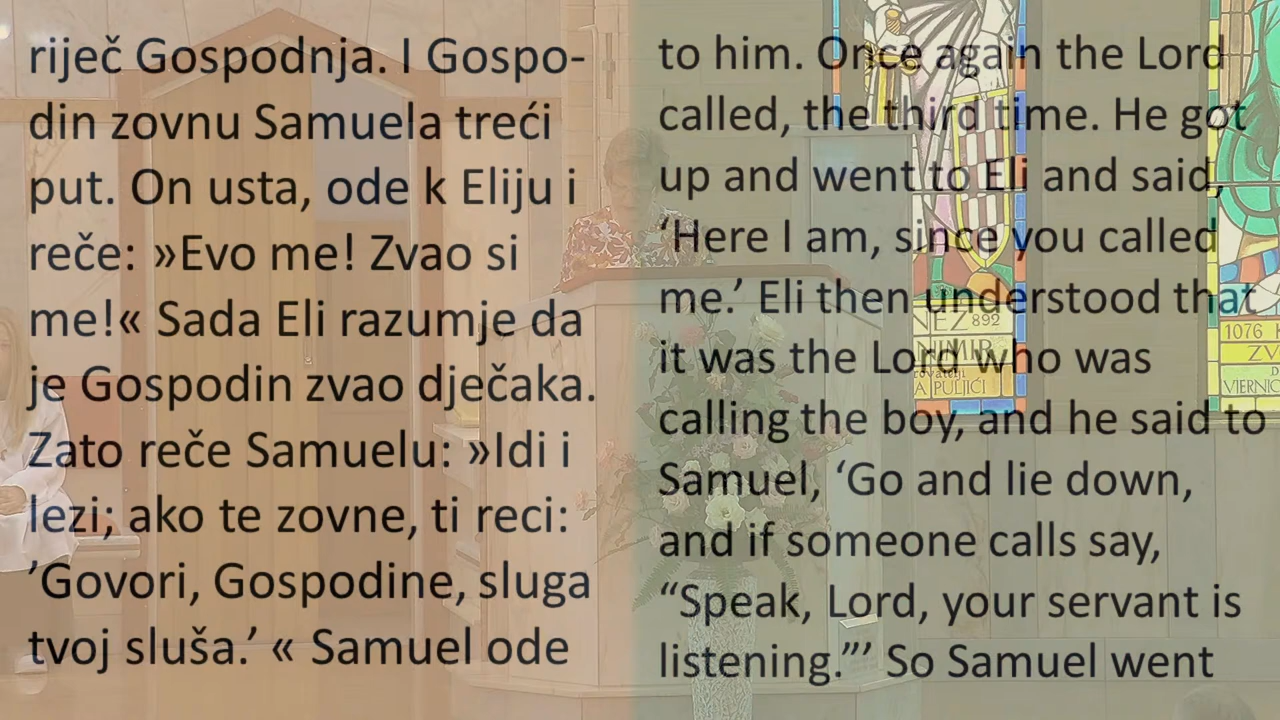 riječ Gospodnja. I Gospo-
din zovnu Samuela treći
put. On usta, ode k Eliju i
reče: »Evo me! Zvao si
me!« Sada Eli razumje da
je Gospodin zvao dječaka.
Zato reče Samuelu: »Idi i
lezi; ako te zovne, ti reci:
’Govori, Gospodine, sluga
tvoj sluša.’ « Samuel ode
to him. Once again the Lord
called, the third time. He got
up and went to Eli and said,
‘Here I am, since you called
me.’ Eli then understood that
it was the Lord who was
calling the boy, and he said to
Samuel, ‘Go and lie down,
and if someone calls say,
“Speak, Lord, your servant is
listening.”’ So Samuel went
892
1076